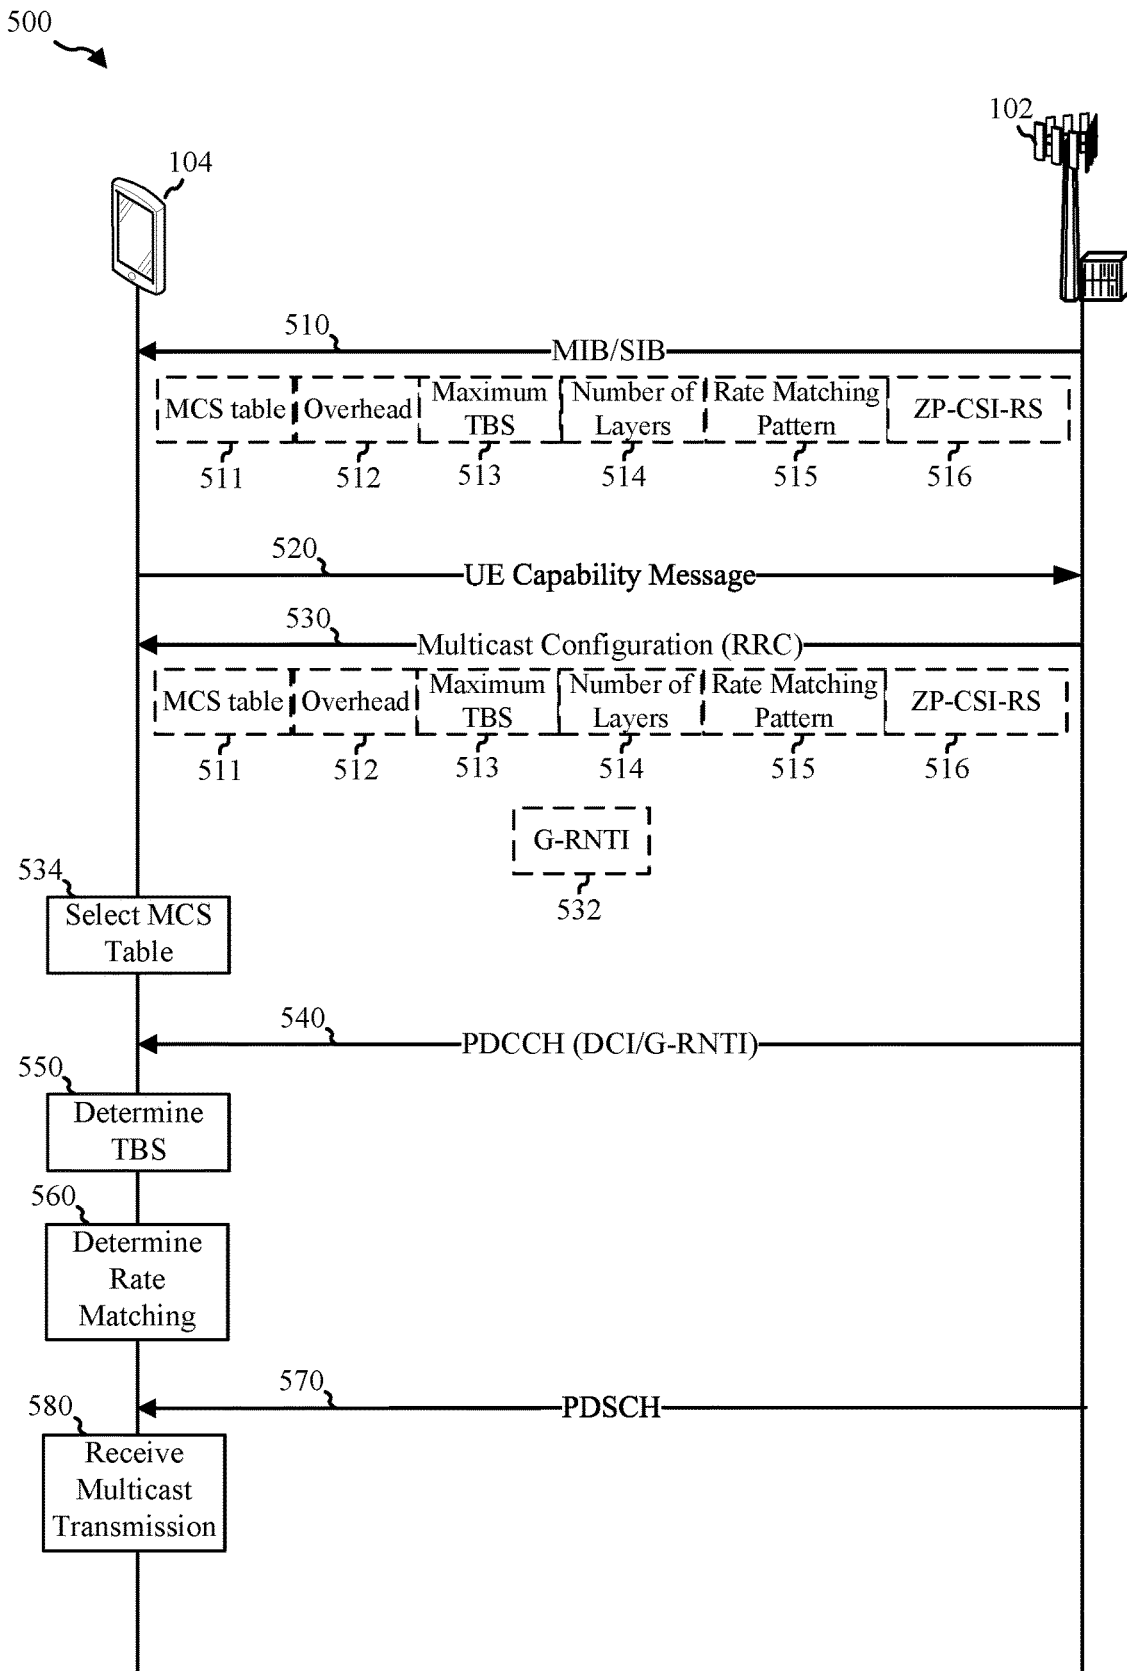 500
102
104
510
MIB/SIB
MCS table Overhead Maximum TBS Number of Layers Rate Matching Pattern ZP-CSI-RS
511 512 513 514 515 516
520
UE Capability Message
530
Multicast Configuration (RRC)
MCS table Overhead Maximum TBS Number of Layers Rate Matching Pattern ZP-CSI-RS
511 512 513 514 515 516
G-RNTI
532
534
Select MCS
Table
540
PDCCH (DCI/G-RNTI)
550
Determine
TBS
560
Determine
Rate
Matching
570
PDSCH
580
Receive
Multicast
Transmission